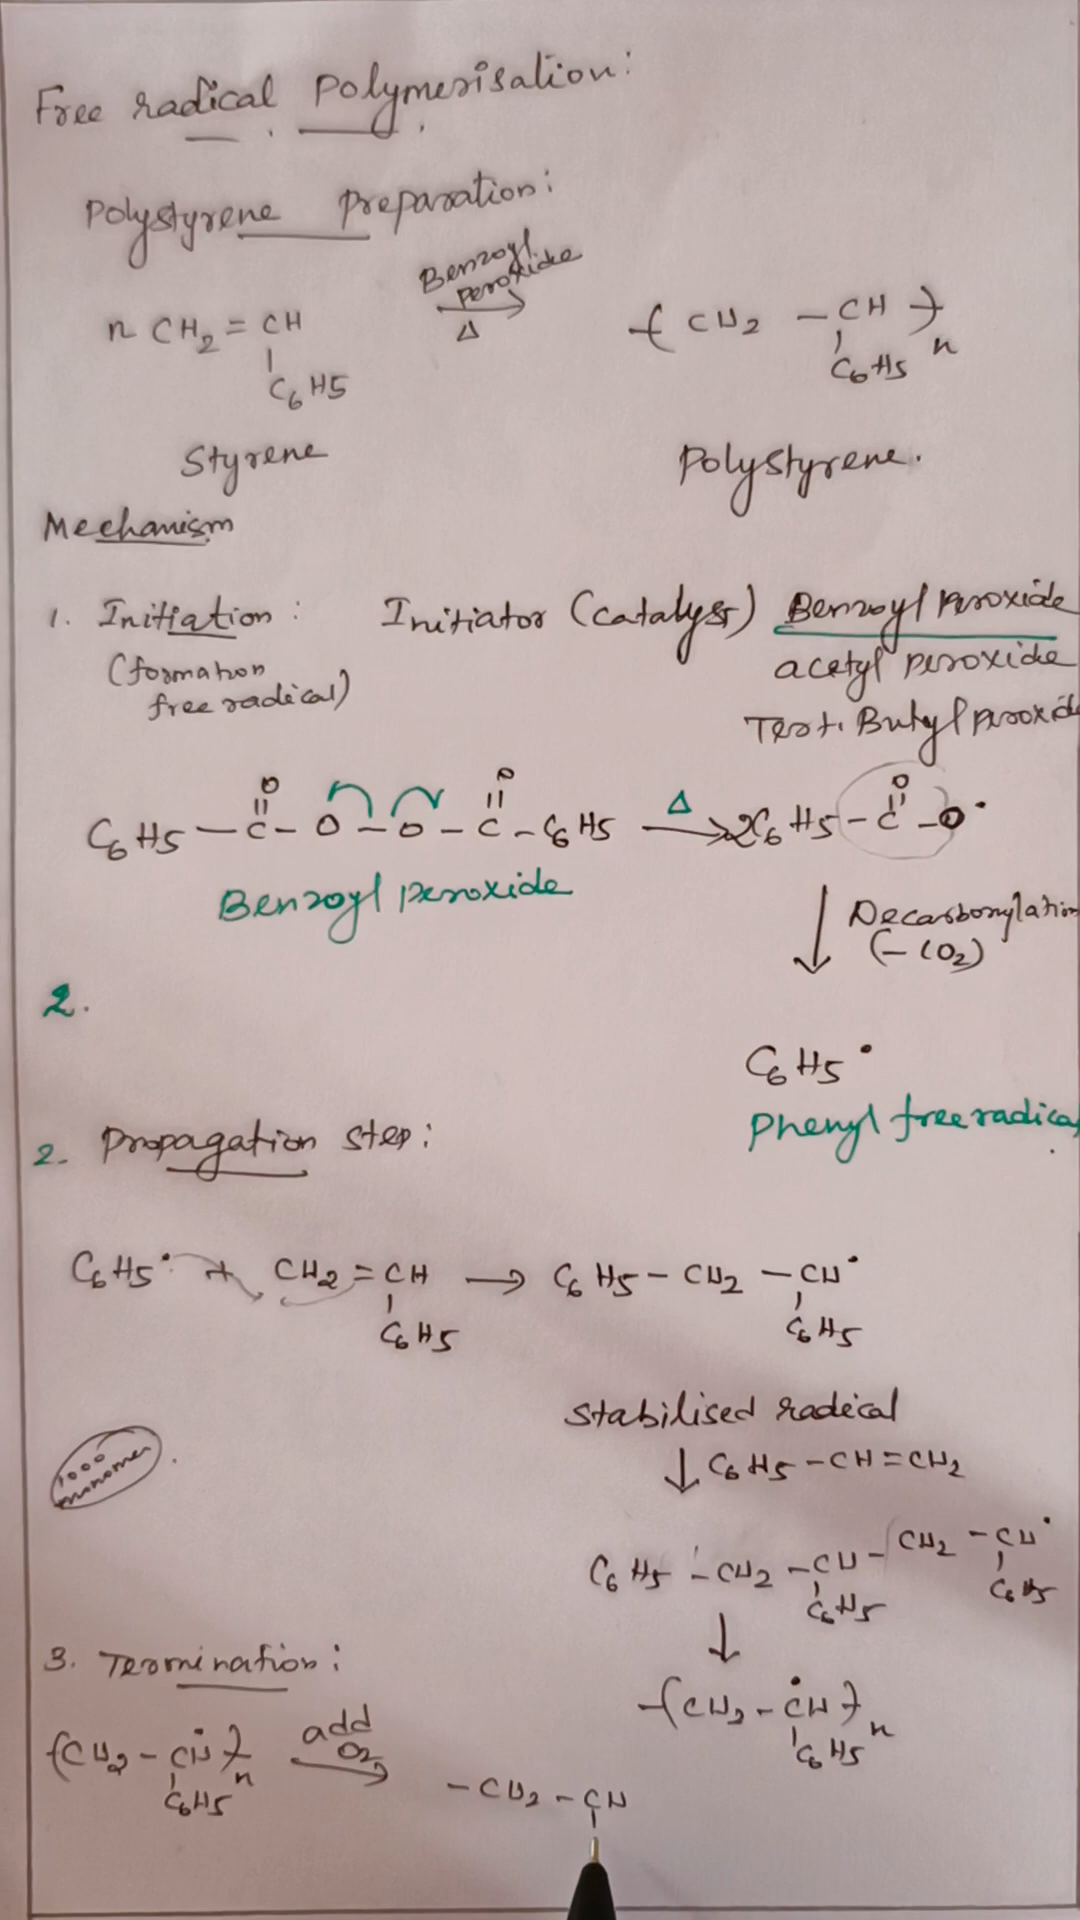 Free radical Polymerisation:
Polystyrene preparation:
Benzoyl
peroxide
n CH2 = CH
Δ
-( CH2 - CH )-n
C6H5
C6H5
Styrene
Polystyrene.
Mechanism
1. Initiation : Initiator (catalyst) Benzoyl peroxide
(formation
free radical)
acetyl peroxide
Tert. Butyl peroxide
O
O
O
C6H5 - C - O - O - C - C6H5 Δ → 2C6H5 - C - O•
Benzoyl peroxide
Decarbonylation
(- CO2)
2.
C6H5•
Phenyl free radical
2. Propagation step:
C6H5• + CH2 = CH → C6H5 - CH2 - CH•
C6H5
C6H5
Stabilised radical
1000
monomer
↓ C6H5 - CH = CH2
C6H5 - CH2 - CH - CH2 - CH•
C6H5
C6H5
↓
3. Termination:
-( CH2 - ĊH )-n
C6H5
-( CH2 - ĊH )-n
C6H5
add
O2
- CH2 - CH